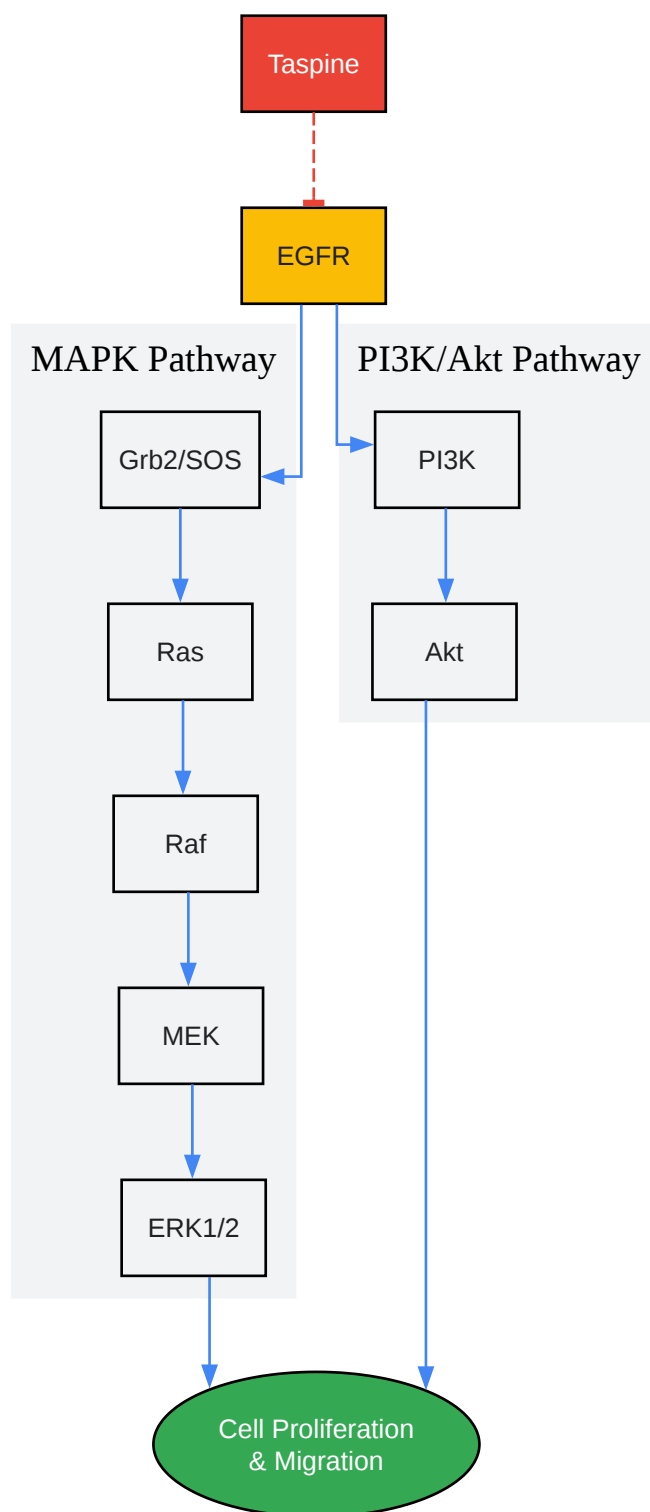 Taspine
EGFR
MAPK Pathway
Grb2/SOS
Ras
Raf
MEK
ERK1/2
PI3K/Akt Pathway
PI3K
Akt
Cell Proliferation
& Migration